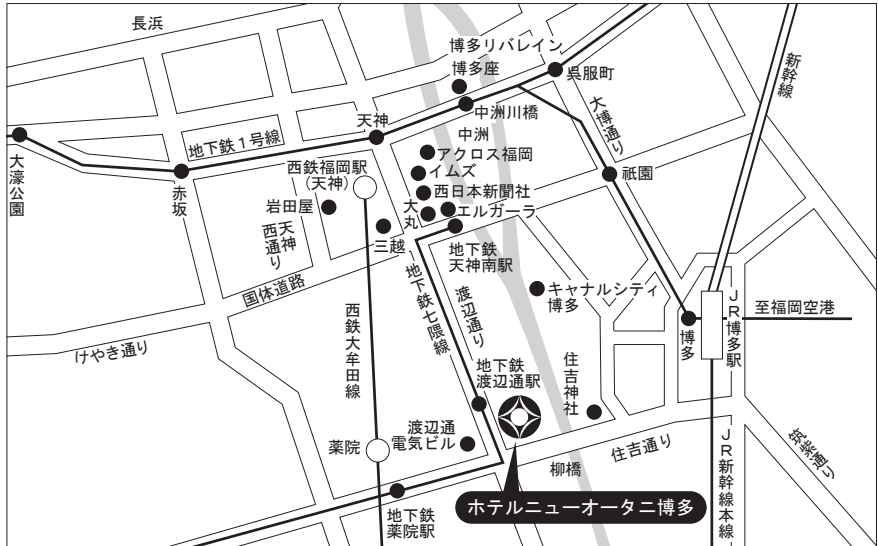 長浜
博多リバレイン
博多座
呉服町
新幹線
中洲川橋
天神
中洲
大博通り
地下鉄1号線
アクロス福岡
イムズ
大濠公園
赤坂
西鉄福岡駅
(天神)
西日本新聞社
祇園
岩田屋
大丸
エルガーラ
天神
西通り
三越
地下鉄
天神南駅
国体道路
地下鉄七隈線
渡辺通り
キャナルシティ
博多
至福岡空港
博多
JR博多駅
けやき通り
西鉄大牟田線
地下鉄
渡辺通駅
住吉神社
渡辺通
電気ビル
薬院
住吉通り
筑紫通り
柳橋
JR新幹線本線
ホテルニューオータニ博多
地下鉄
薬院駅